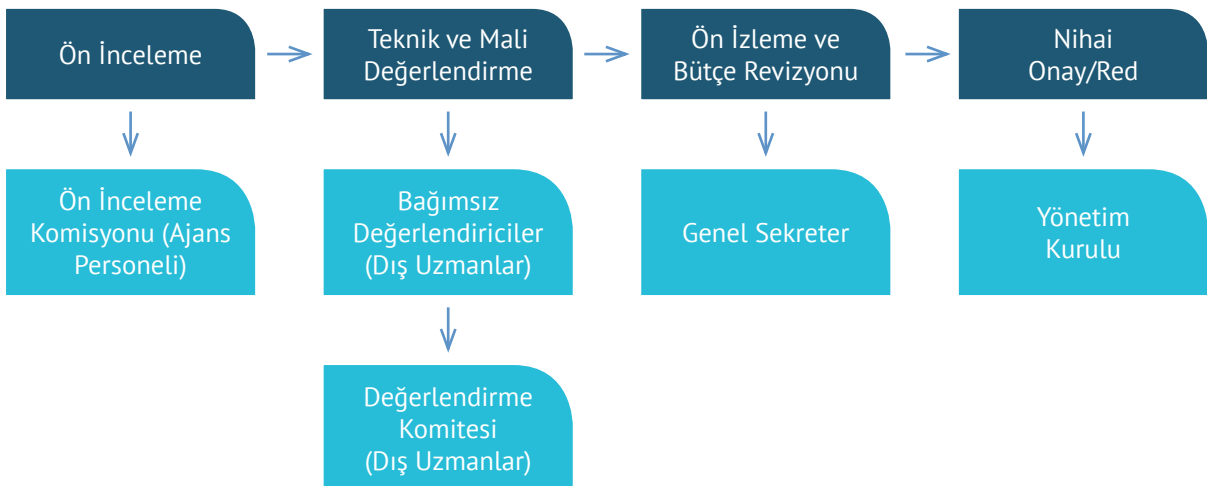 Ön İnceleme
Teknik ve Mali
Değerlendirme
Ön İzleme ve
Bütçe Revizyonu
Nihai
Onay/Red
Ön İnceleme
Komisyonu (Ajans
Personeli)
Bağımsız
Değerlendiriciler
(Dış Uzmanlar)
Genel Sekreter
Yönetim
Kurulu
Değerlendirme
Komitesi
(Dış Uzmanlar)